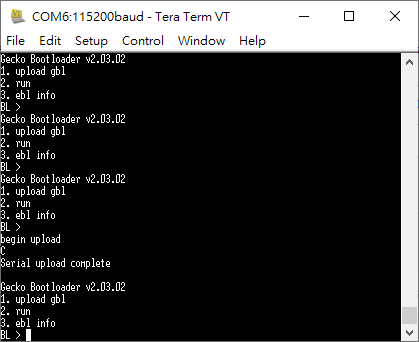 COM6:115200baud - Tera Term VT
File Edit Setup Control Window Help
Gecko Bootloader v2.03.02
1. upload gbl
2. run
3. ebl info
BL >
Gecko Bootloader v2.03.02
1. upload gbl
2. run
3. ebl info
BL >
Gecko Bootloader v2.03.02
1. upload gbl
2. run
3. ebl info
BL >
begin upload
C
Serial upload complete
Gecko Bootloader v2.03.02
1. upload gbl
2. run
3. ebl info
BL >